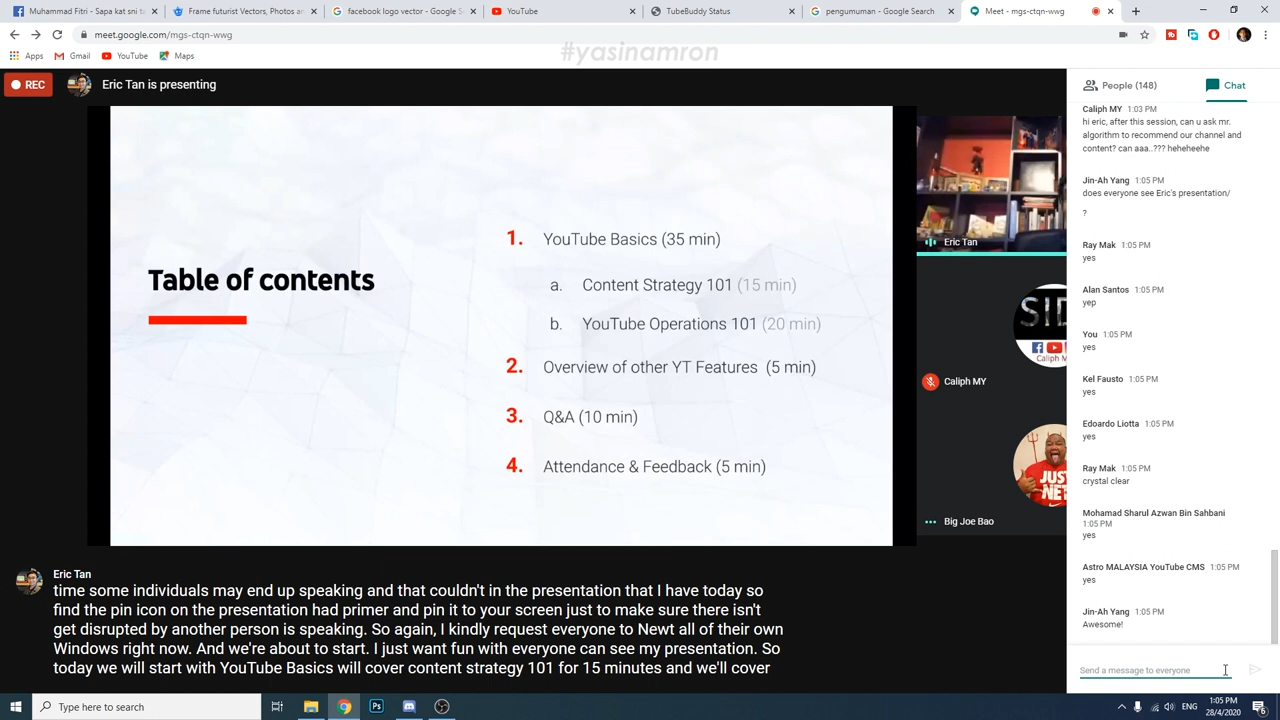 Muhammad Fitri - Sapa kat sni ta
Frame futurist Vectors, Photos an
facebook logo vector - Google S
YouTube
TubeBuddy Status
pengumuman - Google Search
Meet - mgs-ctqn-wwg
meet.google.com/mgs-ctqn-wwg
Apps
Gmail
YouTube
Maps
#yasinamron
REC
Eric Tan is presenting
Table of contents
1. YouTube Basics (35 min)
a. Content Strategy 101 (15 min)
b. YouTube Operations 101 (20 min)
2. Overview of other YT Features (5 min)
3. Q&A (10 min)
4. Attendance & Feedback (5 min)
Eric Tan
Caliph MY
JUST
Big Joe Bao
Eric Tan
time some individuals may end up speaking and that couldn't in the presentation that I have today so
find the pin icon on the presentation had primer and pin it to your screen just to make sure there isn't
get disrupted by another person is speaking. So again, I kindly request everyone to Newt all of their own
Windows right now. And we're about to start. I just want fun with everyone can see my presentation. So
today we will start with YouTube Basics will cover content strategy 101 for 15 minutes and we'll cover
People (148)
Chat
Caliph MY 1:03 PM
hi eric, after this session, can u ask mr.
algorithm to recommend our channel and
content? can aaa..??? heheheehe
Jin-Ah Yang 1:05 PM
does everyone see Eric's presentation/
?
Ray Mak 1:05 PM
yes
Alan Santos 1:05 PM
yep
You 1:05 PM
yes
Kel Fausto 1:05 PM
yes
Edoardo Liotta 1:05 PM
yes
Ray Mak 1:05 PM
crystal clear
Mohamad Sharul Azwan Bin Sahbani
1:05 PM
yes
Astro MALAYSIA YouTube CMS 1:05 PM
yes
Jin-Ah Yang 1:05 PM
Awesome!
Send a message to everyone
Type here to search
Ps
ENG
1:05 PM
28/4/2020
6